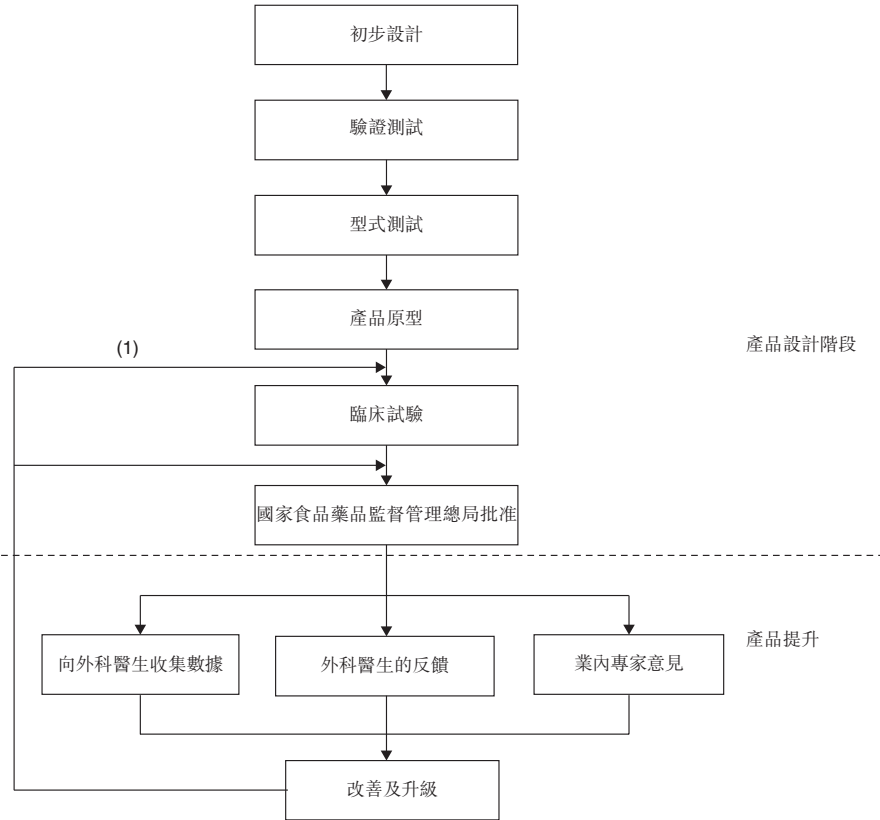 初步設計
驗證測試
型式測試
產品原型
(1)
產品設計階段
臨床試驗
國家食品藥品監督管理總局批准
產品提升
向外科醫生收集數據
外科醫生的反饋
業內專家意見
改善及升級